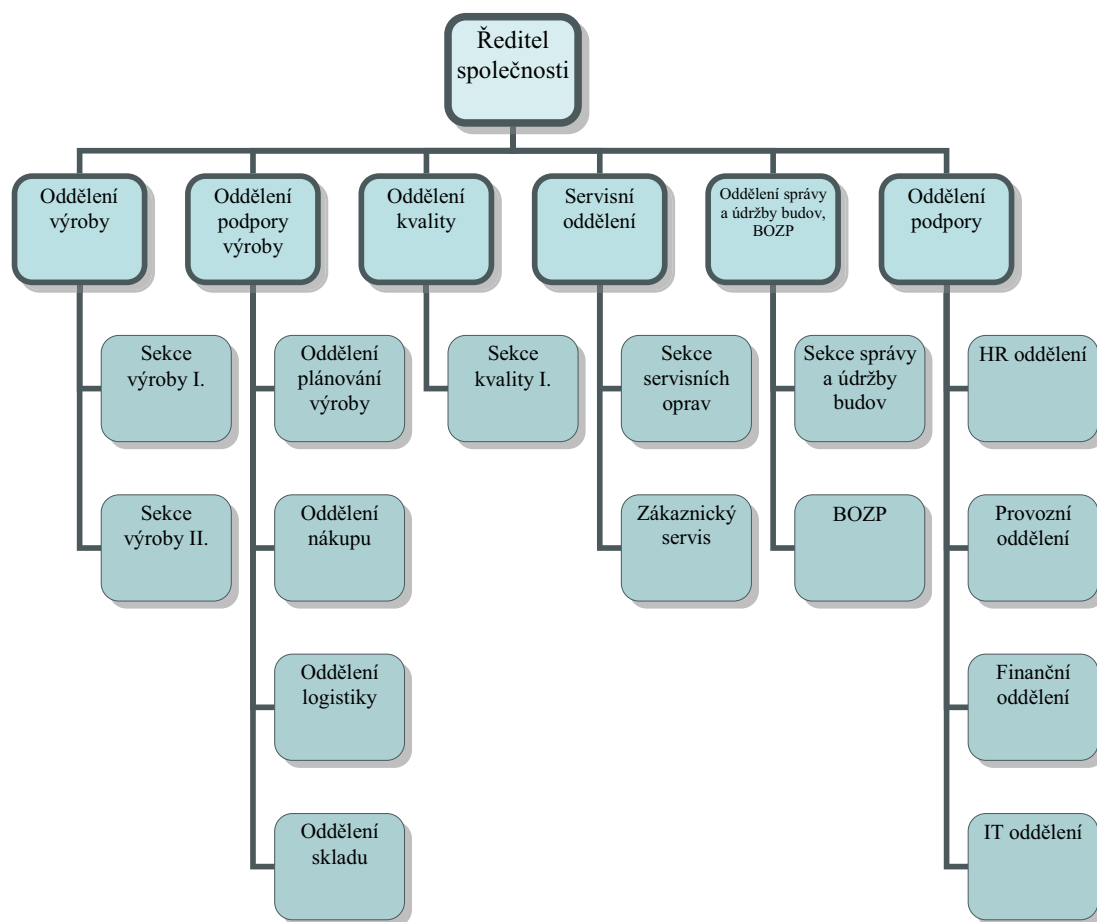 Ředitel
společnosti
Oddělení
výroby
Oddělení
podpory
výroby
Oddělení
kvality
Servisní
oddělení
Oddělení správy
a údržby budov,
BOZP
Oddělení
podpory
Sekce
výroby I.
Oddělení
plánování
výroby
Sekce
kvality I.
Sekce
servisních
oprav
Sekce správy
a údržby
budov
HR oddělení
Sekce
výroby II.
Oddělení
nákupu
Zákaznický
servis
BOZP
Provozní
oddělení
Oddělení
logistiky
Finanční
oddělení
Oddělení
skladu
IT oddělení